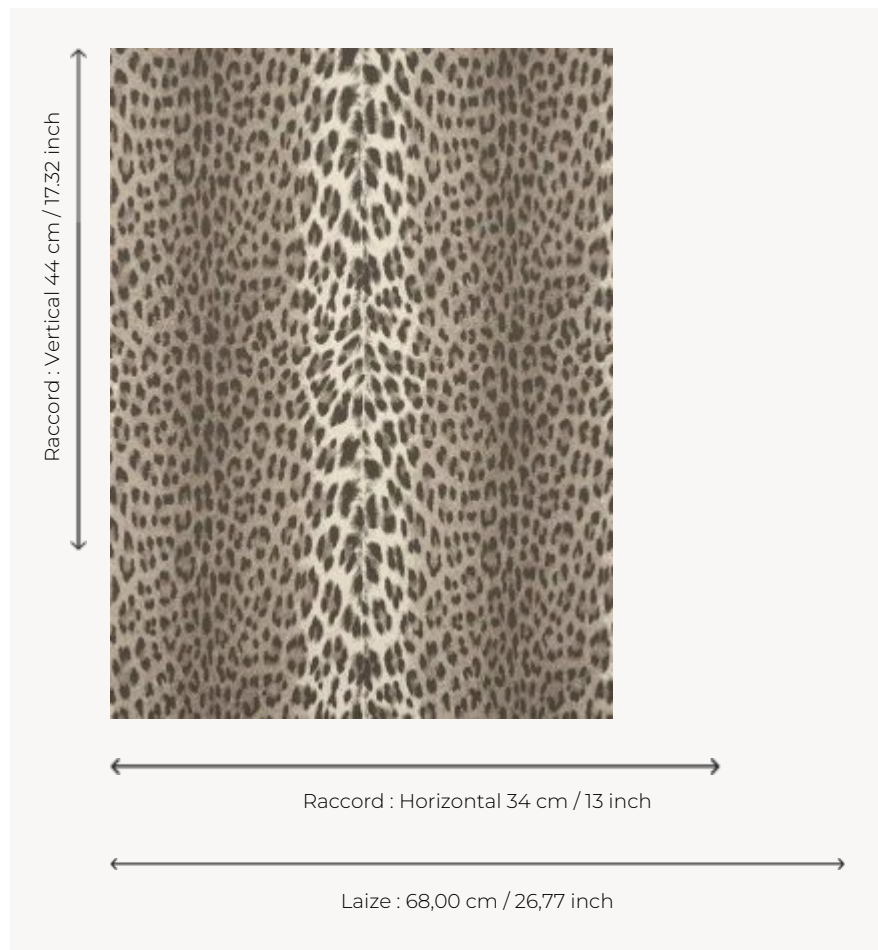 Raccord : Vertical 44 cm / 17.32 inch
Raccord : Horizontal 34 cm / 13 inch
Laize : 68,00 cm / 26,77 inch